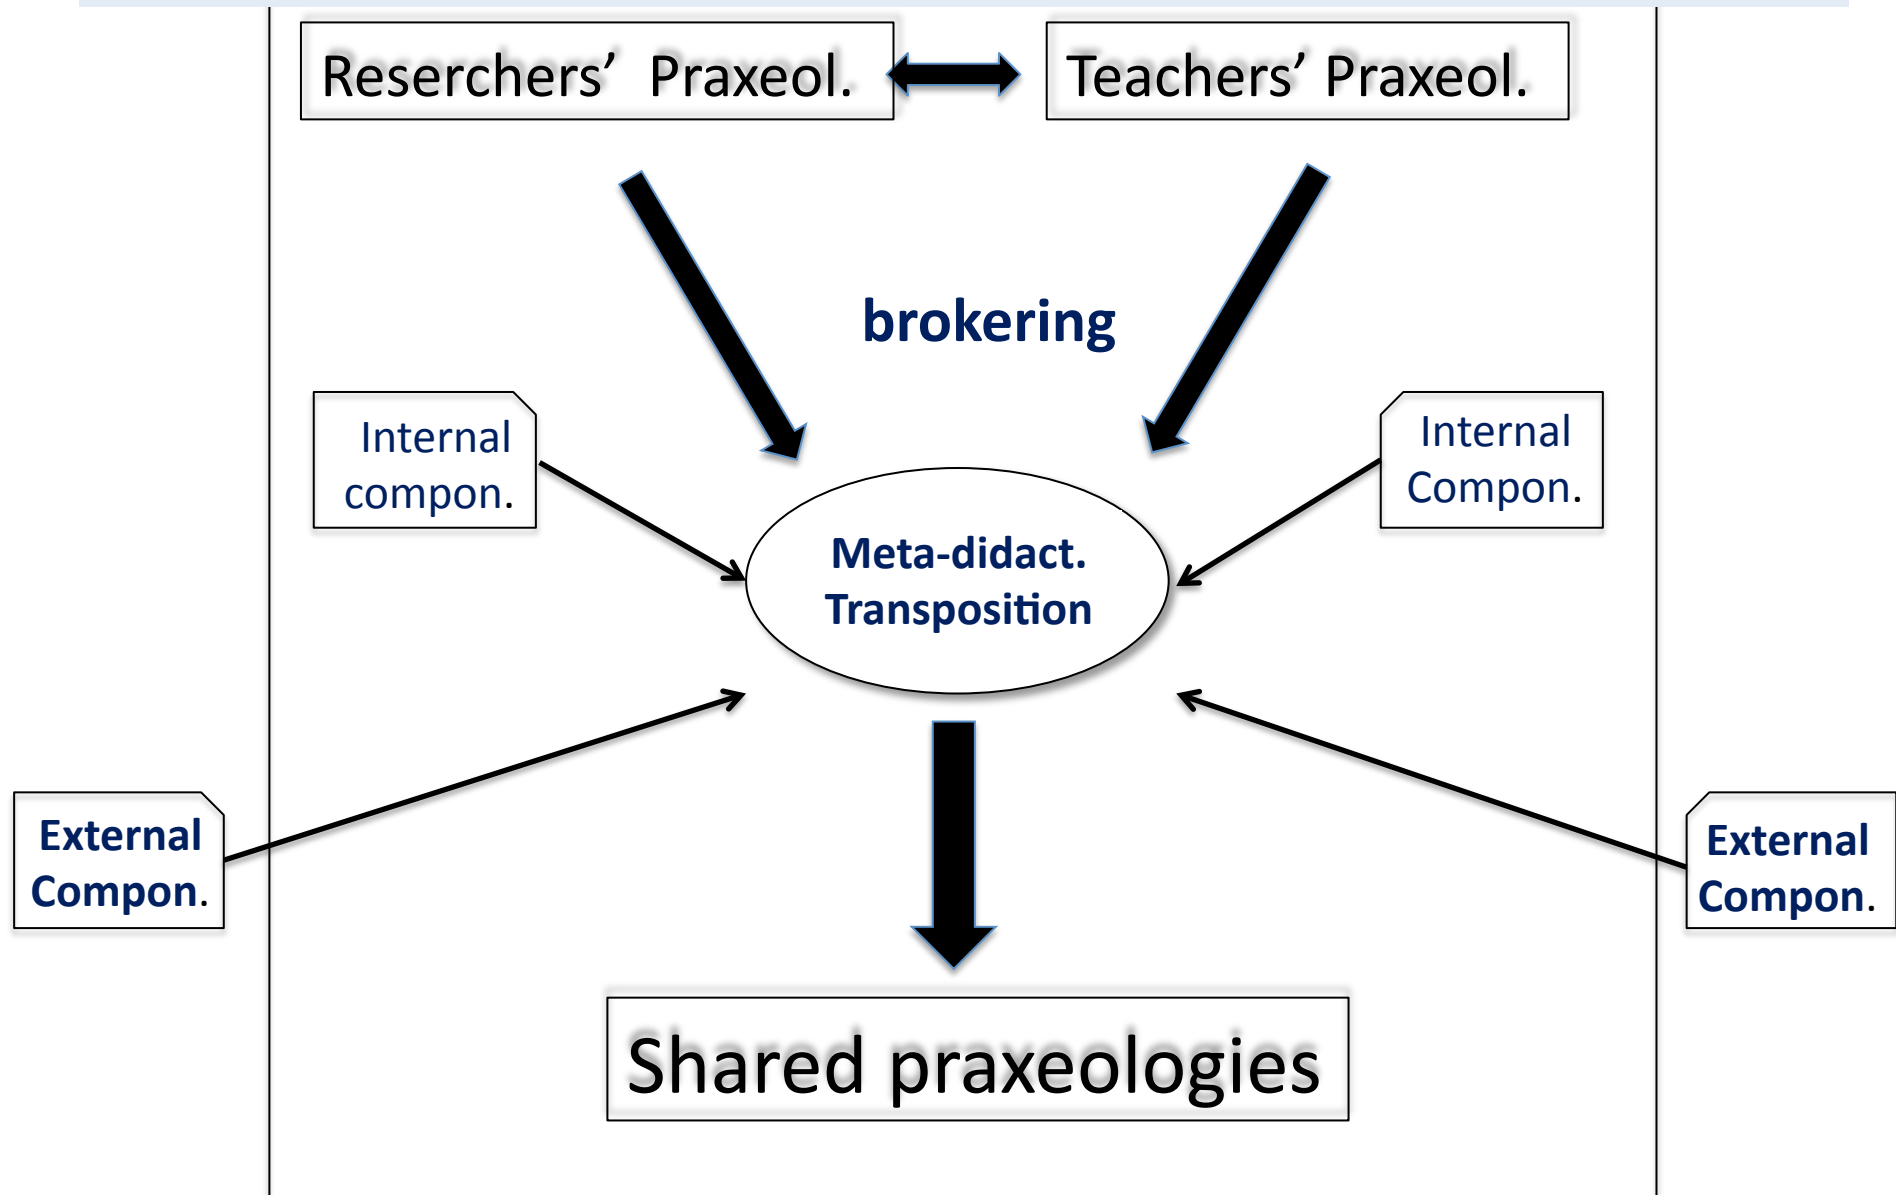 Reserchers’ Praxeol.
Teachers’ Praxeol.
brokering
Internal
compon.
Internal
Compon.
Meta-didact.
Transposition
External
Compon.
External
Compon.
Shared praxeologies